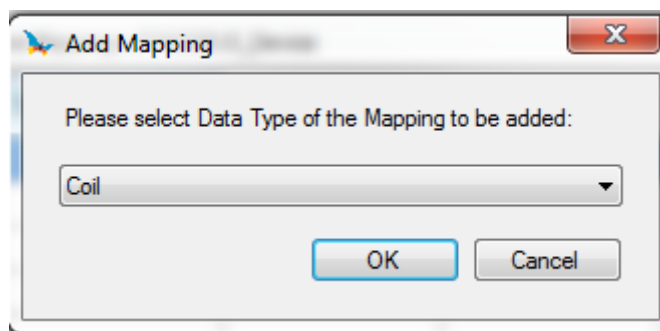 Add Mapping
Please select Data Type of the Mapping to be added:
Coil
OK
Cancel